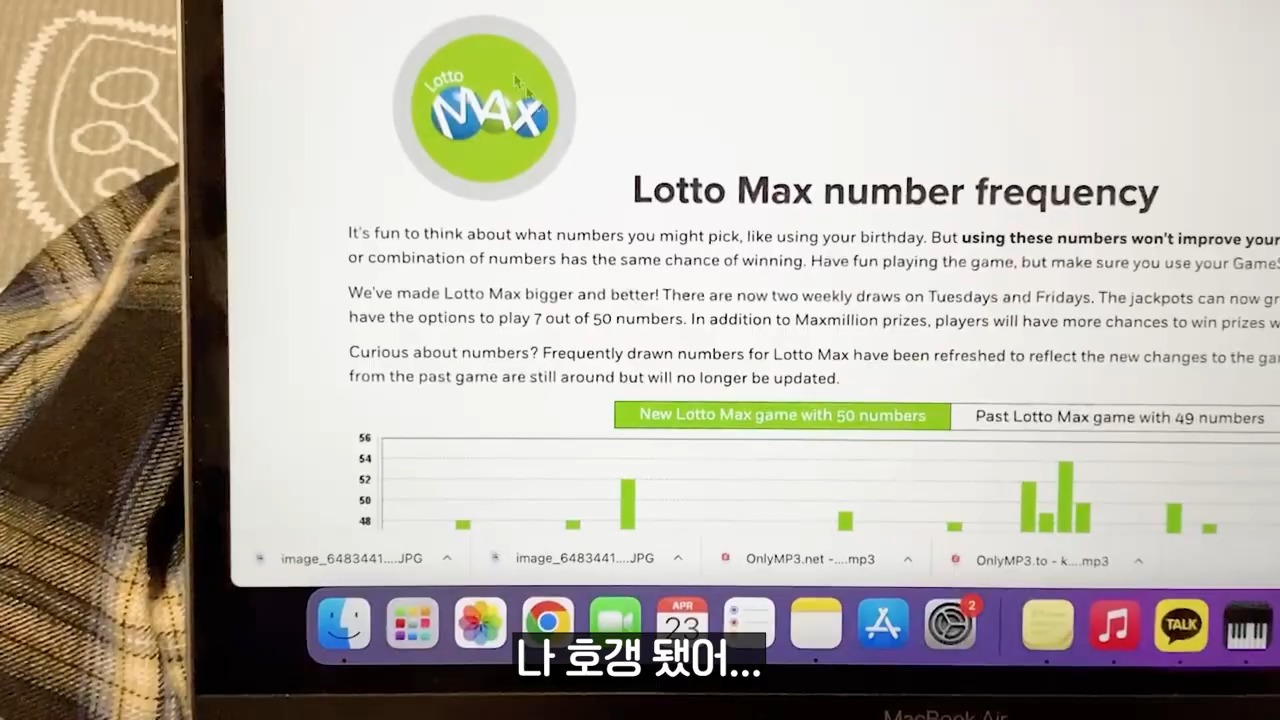 Lotto
MAX
Lotto Max number frequency
It's fun to think about what numbers you might pick, like using your birthday. But using these numbers won't improve your
or combination of numbers has the same chance of winning. Have fun playing the game, but make sure you use your Game
We've made Lotto Max bigger and better! There are now two weekly draws on Tuesdays and Fridays. The jackpots can now gr
have the options to play 7 out of 50 numbers. In addition to Maxmillion prizes, players will have more chances to win prizes w
Curious about numbers? Frequently drawn numbers for Lotto Max have been refreshed to reflect the new changes to the ga
from the past game are still around but will no longer be updated.
New Lotto Max game with 50 numbers
Past Lotto Max game with 49 numbers
56
54
52
50
48
image_6483441....JPG
image_6483441....JPG
OnlyMP3.net -....mp3
OnlyMP3.to - k....mp3
APR
23
2
TALK
나 호갱 됐어...
MacBook Air